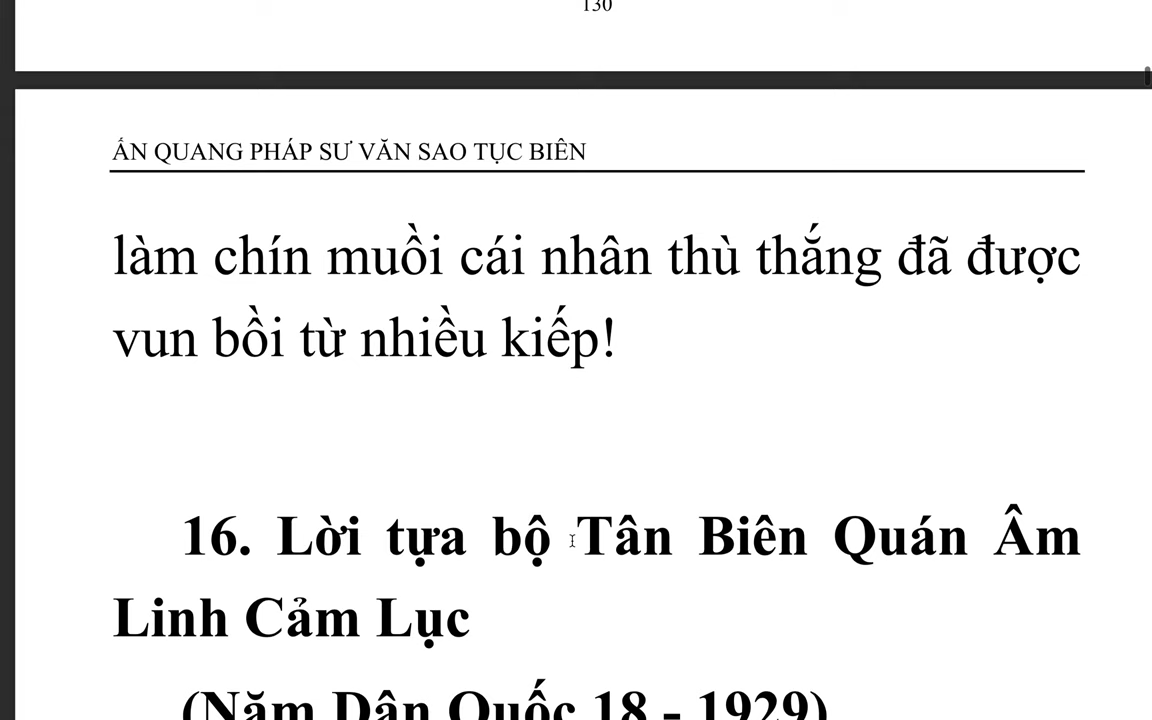 130
ẤN QUANG PHÁP SƯ VĂN SAO TỤC BIÊN
làm chín muồi cái nhân thù thắng đã được
vun bồi từ nhiều kiếp!
16. Lời tựa bộ Tân Biên Quán Âm
Linh Cảm Lục
(Năm Dân Quốc 18 - 1929)